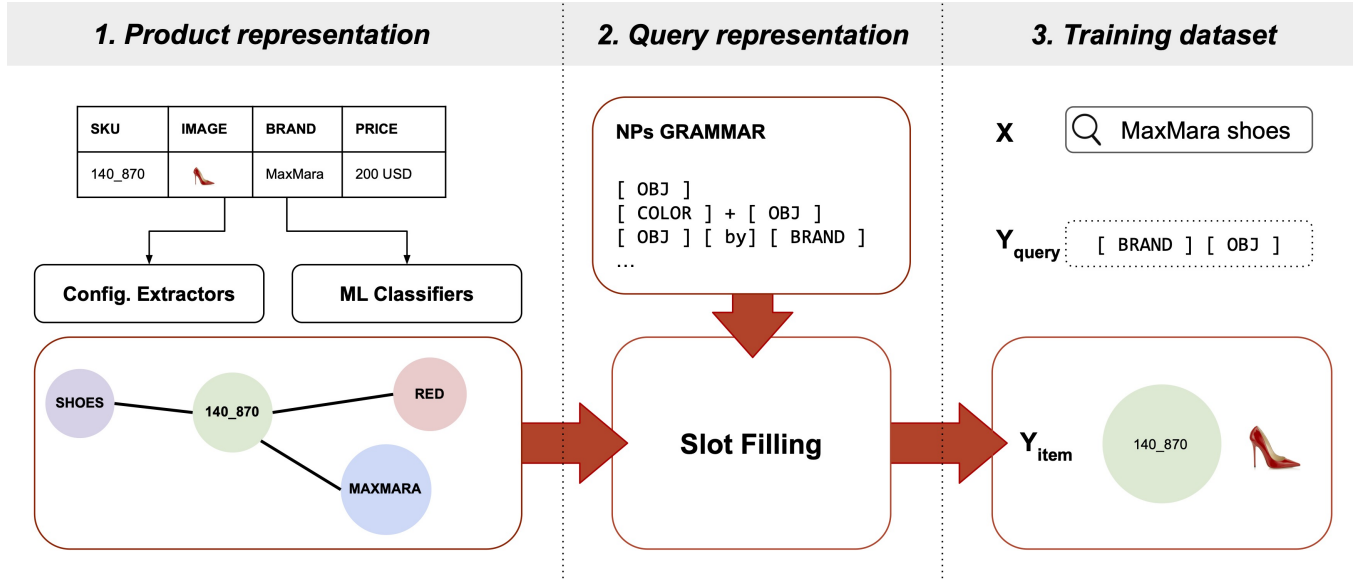 1. Product representation
2. Query representation
3. Training dataset
SKU IMAGE BRAND PRICE
140_870 MaxMara 200 USD
Config. Extractors
ML Classifiers
SHOES
140_870
RED
MAXMARA
NPs GRAMMAR
[ OBJ ]
[ COLOR ] + [ OBJ ]
[ OBJ ] [ by] [ BRAND ]
...
Slot Filling
X
MaxMara shoes
Yquery
[ BRAND ] [ OBJ ]
Yitem
140_870